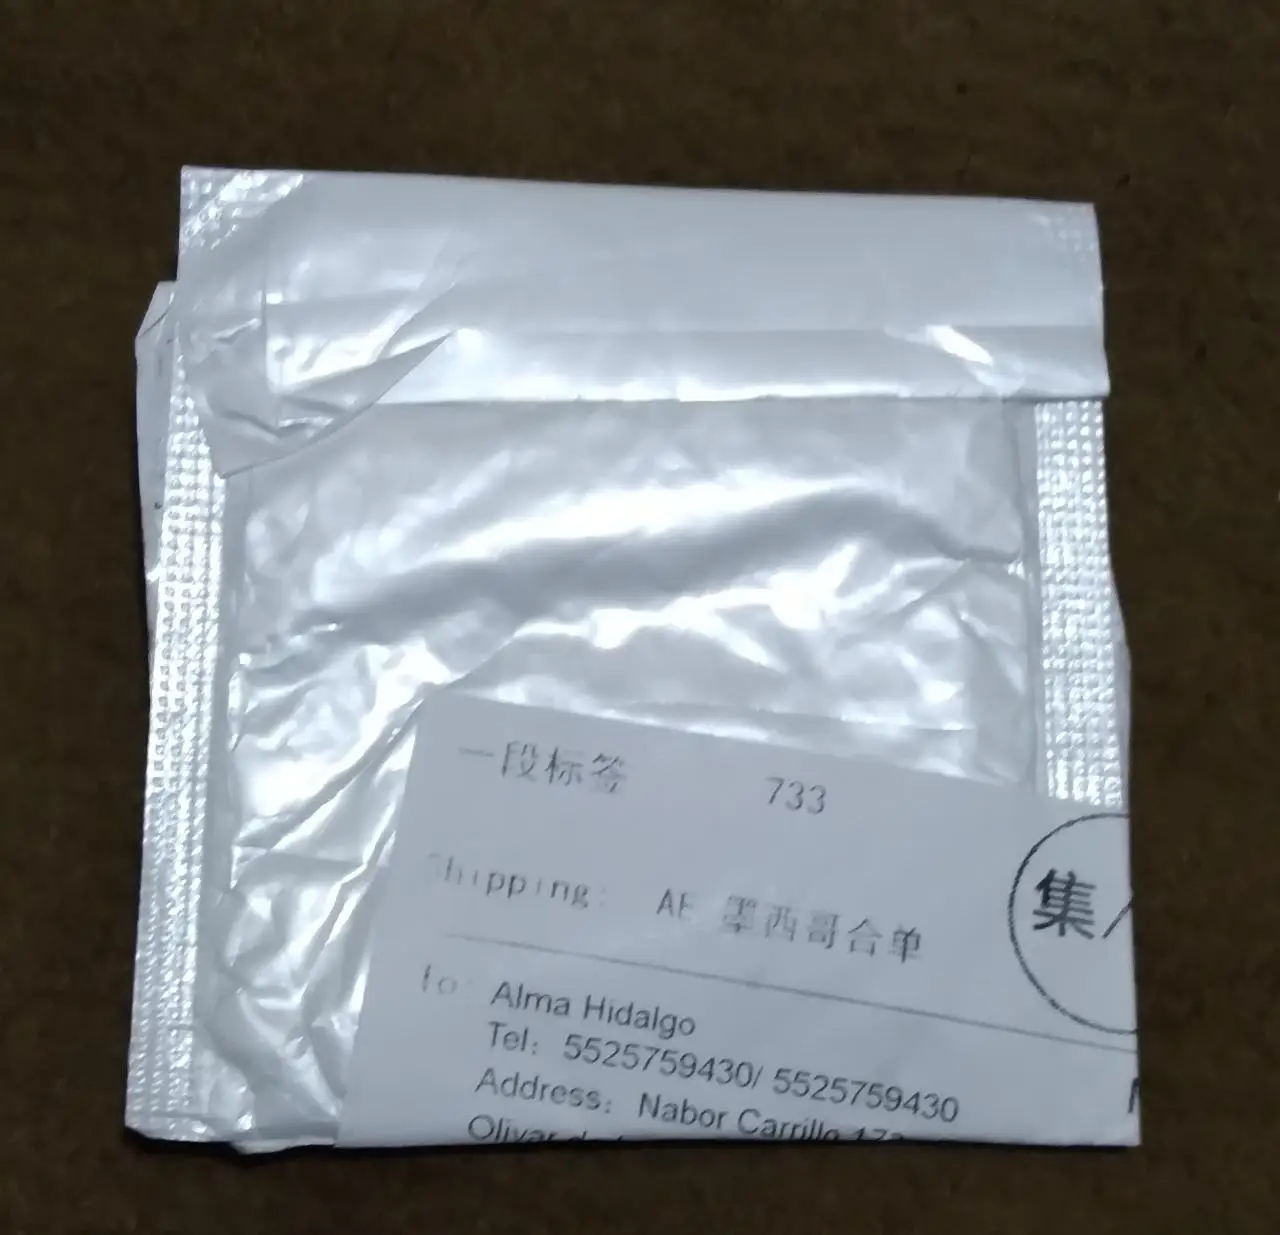 一段标签 733
Shipping: AE 墨西哥合单
集
To: Alma Hidalgo
Tel: 5525759430/ 5525759430
Address: Nabor Carrillo